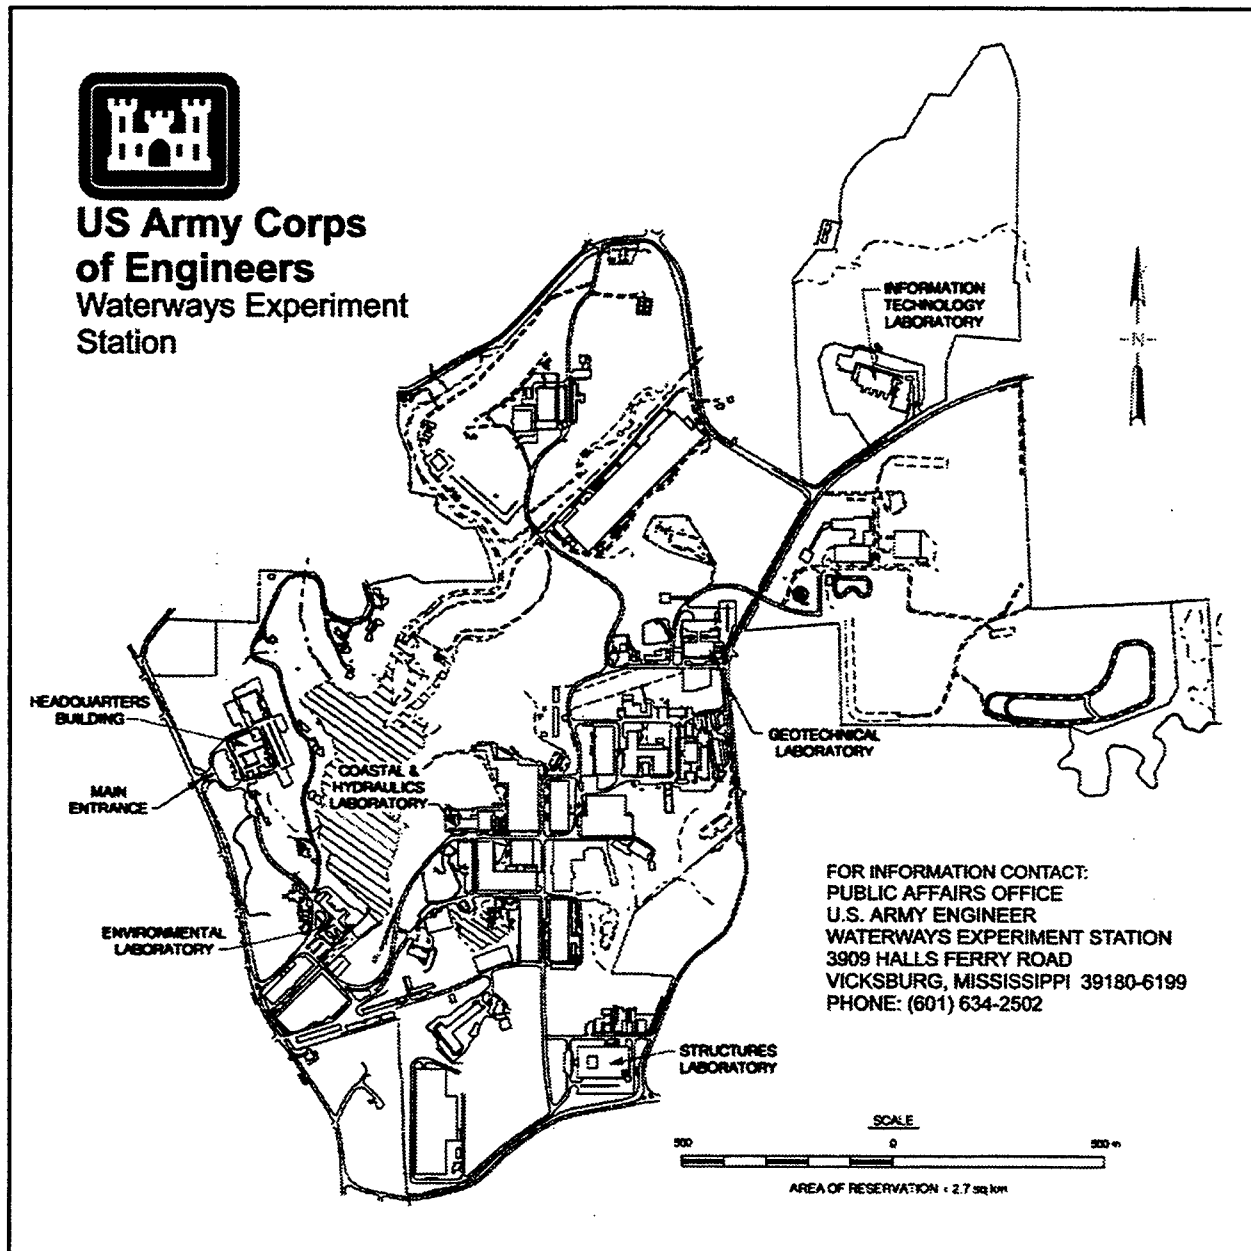 US Army Corps
of Engineers
Waterways Experiment
Station
INFORMATION
TECHNOLOGY
LABORATORY
N
HEADQUARTERS
BUILDING
MAIN
ENTRANCE
COASTAL &
HYDRAULICS
LABORATORY
GEOTECHNICAL
LABORATORY
ENVIRONMENTAL
LABORATORY
STRUCTURES
LABORATORY
FOR INFORMATION CONTACT:
PUBLIC AFFAIRS OFFICE
U.S. ARMY ENGINEER
WATERWAYS EXPERIMENT STATION
3909 HALLS FERRY ROAD
VICKSBURG, MISSISSIPPI 39180-6199
PHONE: (601) 634-2502
SCALE
500 0 500 m
AREA OF RESERVATION = 2.7 sq km